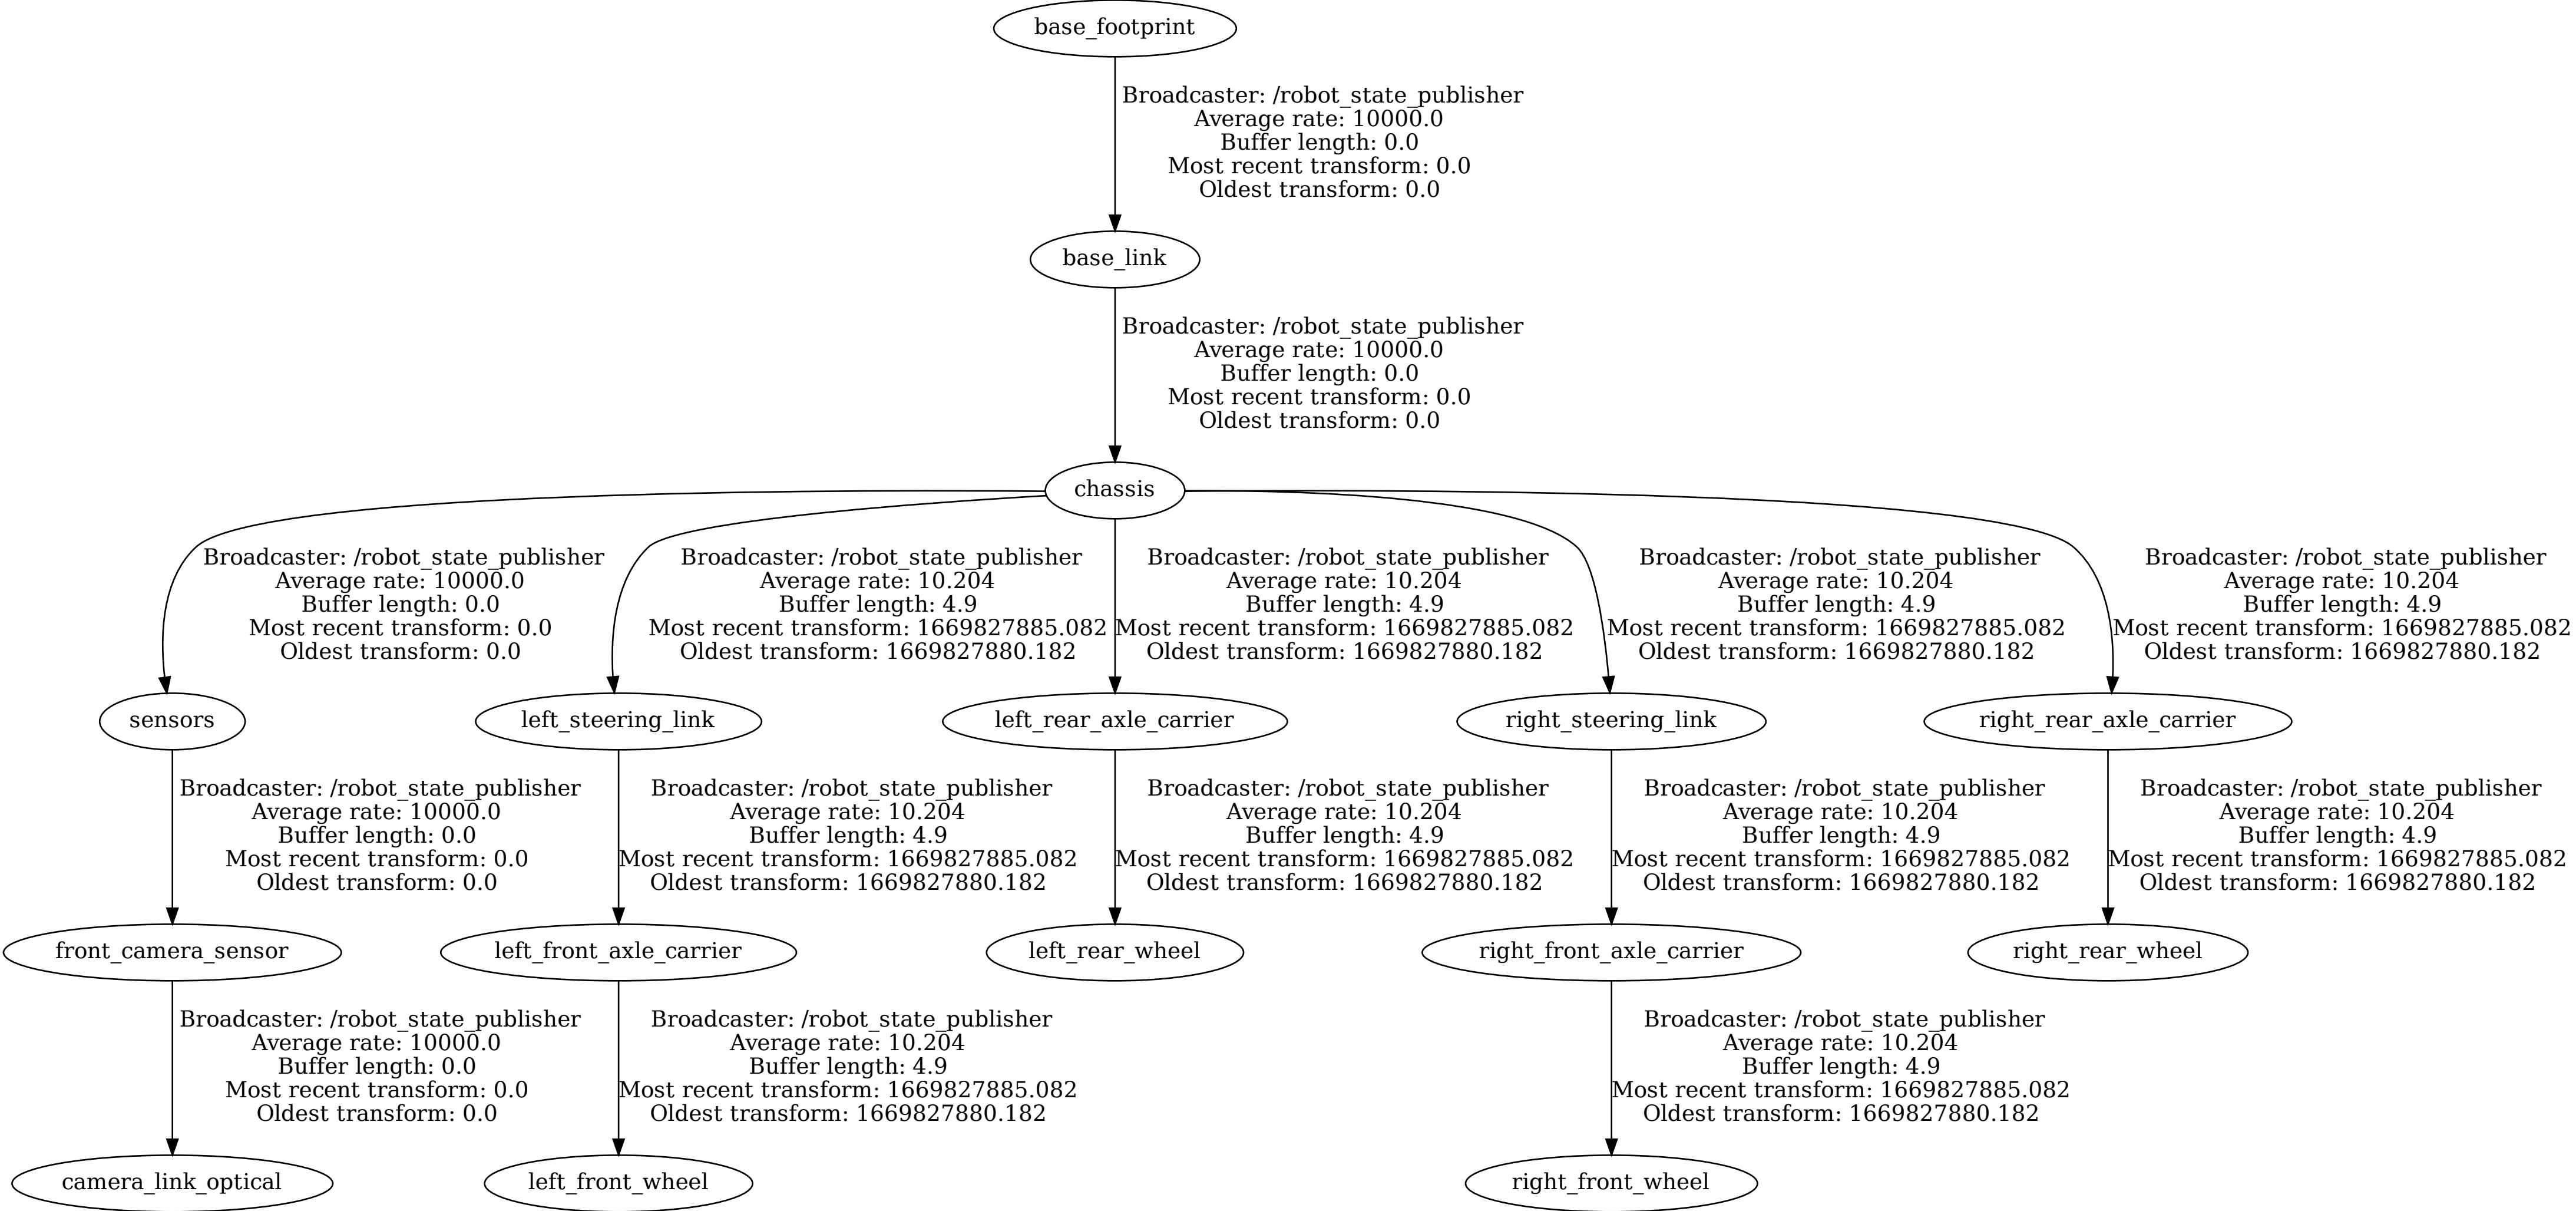 base_footprint
Broadcaster: /robot_state_publisher
Average rate: 10000.0
Buffer length: 0.0
Most recent transform: 0.0
Oldest transform: 0.0
base_link
Broadcaster: /robot_state_publisher
Average rate: 10000.0
Buffer length: 0.0
Most recent transform: 0.0
Oldest transform: 0.0
chassis
Broadcaster: /robot_state_publisher
Average rate: 10000.0
Buffer length: 0.0
Most recent transform: 0.0
Oldest transform: 0.0
Broadcaster: /robot_state_publisher
Average rate: 10.204
Buffer length: 4.9
Most recent transform: 1669827885.082
Oldest transform: 1669827880.182
Broadcaster: /robot_state_publisher
Average rate: 10.204
Buffer length: 4.9
Most recent transform: 1669827885.082
Oldest transform: 1669827880.182
Broadcaster: /robot_state_publisher
Average rate: 10.204
Buffer length: 4.9
Most recent transform: 1669827885.082
Oldest transform: 1669827880.182
Broadcaster: /robot_state_publisher
Average rate: 10.204
Buffer length: 4.9
Most recent transform: 1669827885.082
Oldest transform: 1669827880.182
sensors
left_steering_link
left_rear_axle_carrier
right_steering_link
right_rear_axle_carrier
Broadcaster: /robot_state_publisher
Average rate: 10000.0
Buffer length: 0.0
Most recent transform: 0.0
Oldest transform: 0.0
Broadcaster: /robot_state_publisher
Average rate: 10.204
Buffer length: 4.9
Most recent transform: 1669827885.082
Oldest transform: 1669827880.182
Broadcaster: /robot_state_publisher
Average rate: 10.204
Buffer length: 4.9
Most recent transform: 1669827885.082
Oldest transform: 1669827880.182
Broadcaster: /robot_state_publisher
Average rate: 10.204
Buffer length: 4.9
Most recent transform: 1669827885.082
Oldest transform: 1669827880.182
Broadcaster: /robot_state_publisher
Average rate: 10.204
Buffer length: 4.9
Most recent transform: 1669827885.082
Oldest transform: 1669827880.182
front_camera_sensor
left_front_axle_carrier
left_rear_wheel
right_front_axle_carrier
right_rear_wheel
Broadcaster: /robot_state_publisher
Average rate: 10000.0
Buffer length: 0.0
Most recent transform: 0.0
Oldest transform: 0.0
Broadcaster: /robot_state_publisher
Average rate: 10.204
Buffer length: 4.9
Most recent transform: 1669827885.082
Oldest transform: 1669827880.182
Broadcaster: /robot_state_publisher
Average rate: 10.204
Buffer length: 4.9
Most recent transform: 1669827885.082
Oldest transform: 1669827880.182
camera_link_optical
left_front_wheel
right_front_wheel